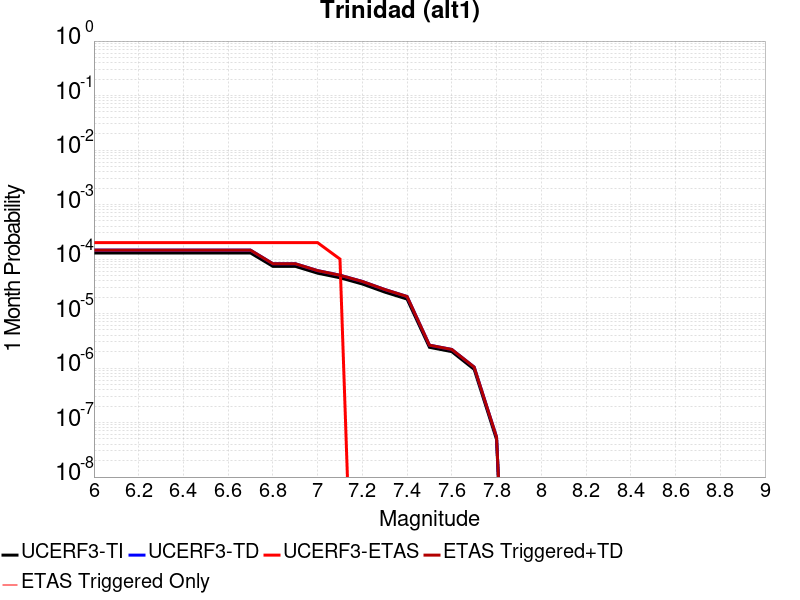 Trinidad (alt1)
1 Month Probability
10^0
10^-1
10^-2
10^-3
10^-4
10^-5
10^-6
10^-7
10^-8
6 6.2 6.4 6.6 6.8 7 7.2 7.4 7.6 7.8 8 8.2 8.4 8.6 8.8 9
Magnitude
UCERF3-TI UCERF3-TD UCERF3-ETAS ETAS Triggered+TD
ETAS Triggered Only